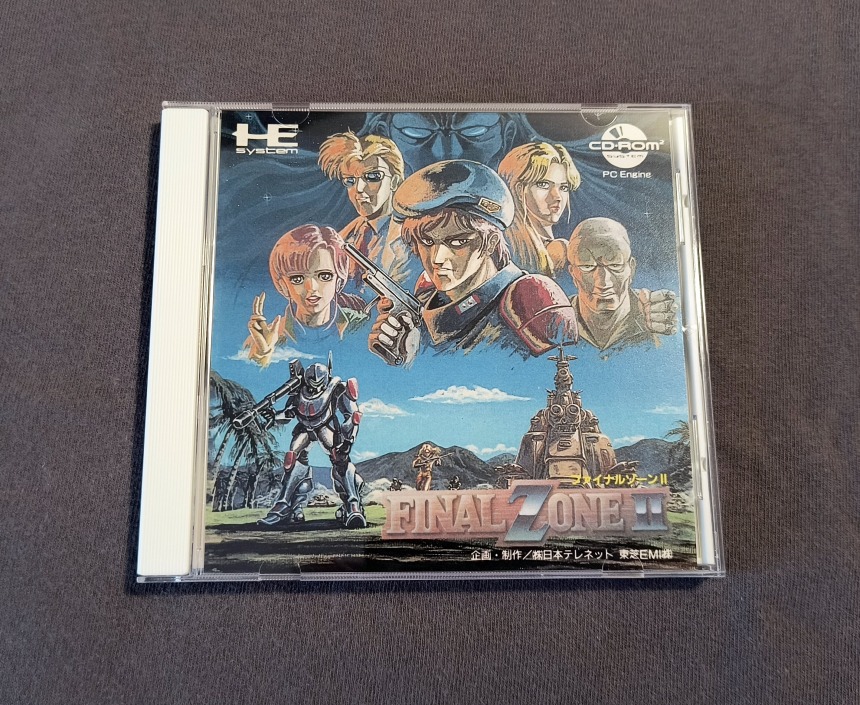 HE
system
CD-ROM²
PC Engine
ファイナルゾーンII
FINAL ZONE II
企画・制作／㈱日本テレネット 東芝EMI㈱